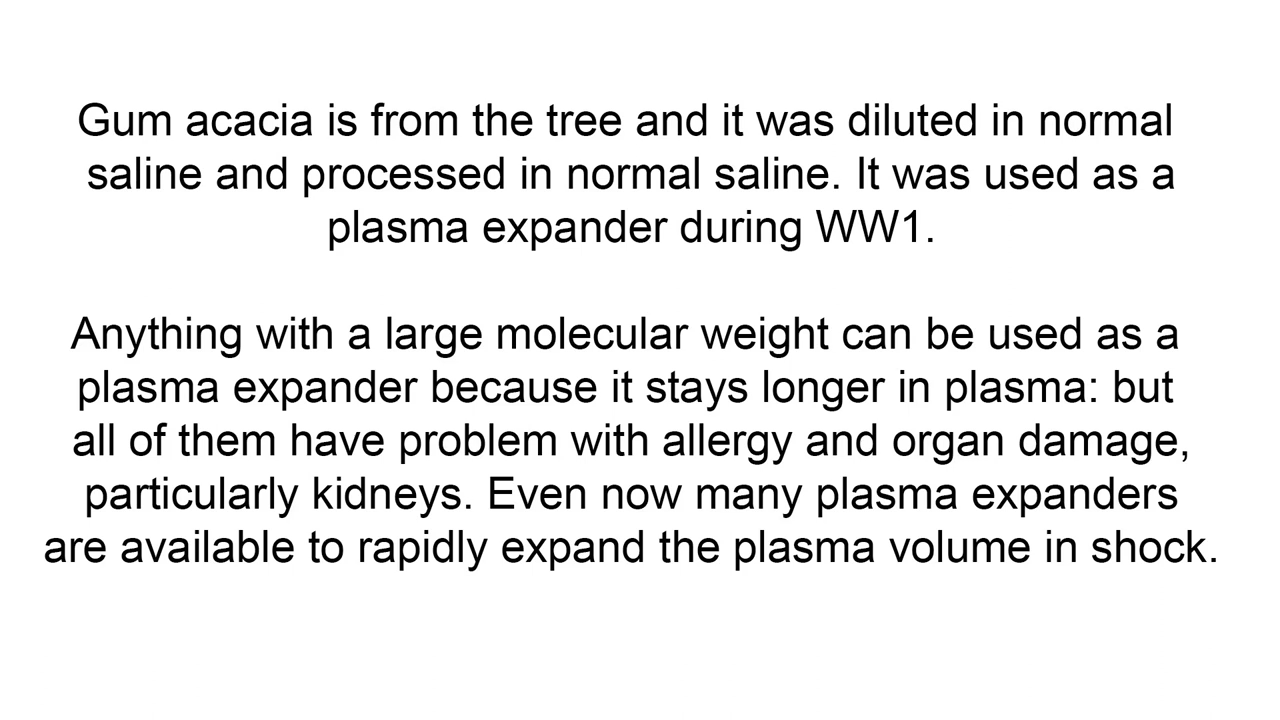 Gum acacia is from the tree and it was diluted in normal
saline and processed in normal saline. It was used as a
plasma expander during WW1.
Anything with a large molecular weight can be used as a
plasma expander because it stays longer in plasma: but
all of them have problem with allergy and organ damage,
particularly kidneys. Even now many plasma expanders
are available to rapidly expand the plasma volume in shock.